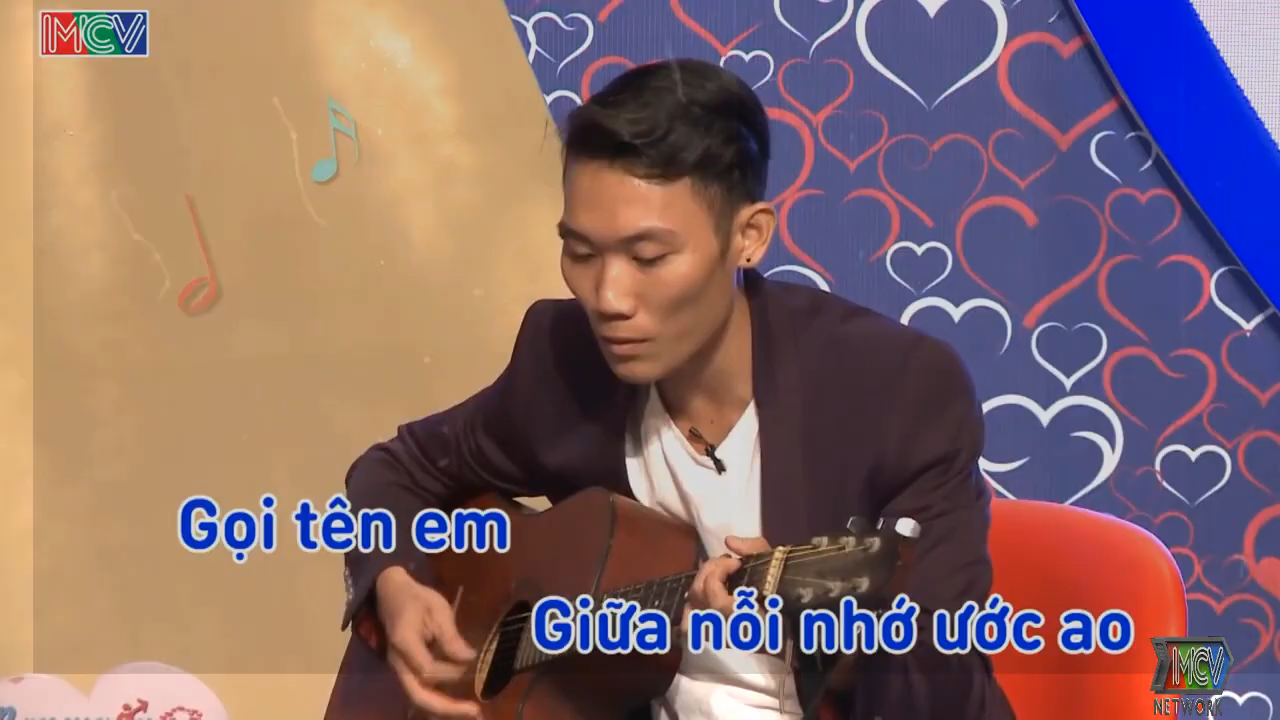 MCV
Gọi tên em
Giữa nỗi nhớ ước ao
MCV
NETWORK